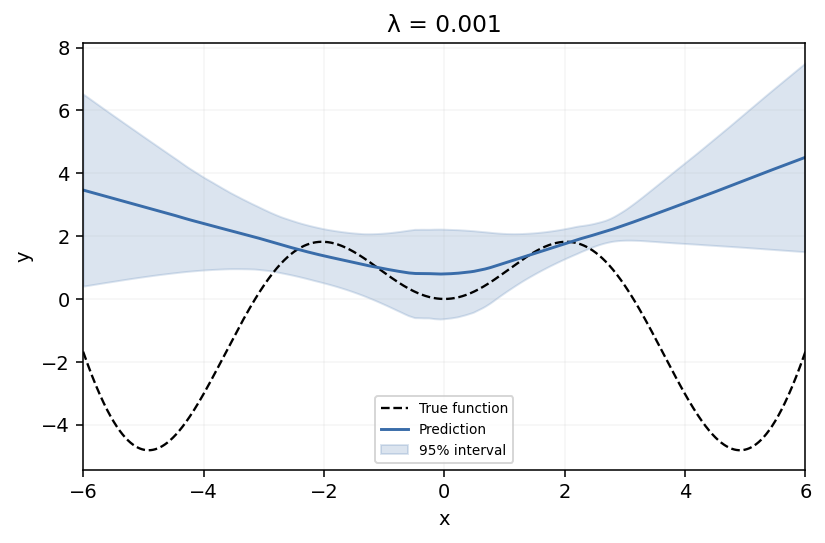 λ = 0.001
8
6
4
2
0
−2
−4
y
−6
−4
−2
0
2
4
6
x
True function
Prediction
95% interval